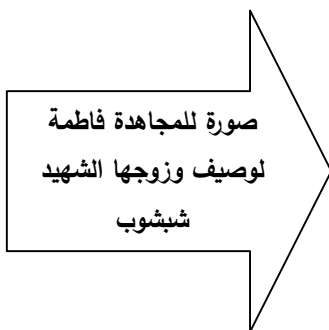 صورة للمجاهدة فاطمة
لوصيف وزوجها الشهيد
شبشوب